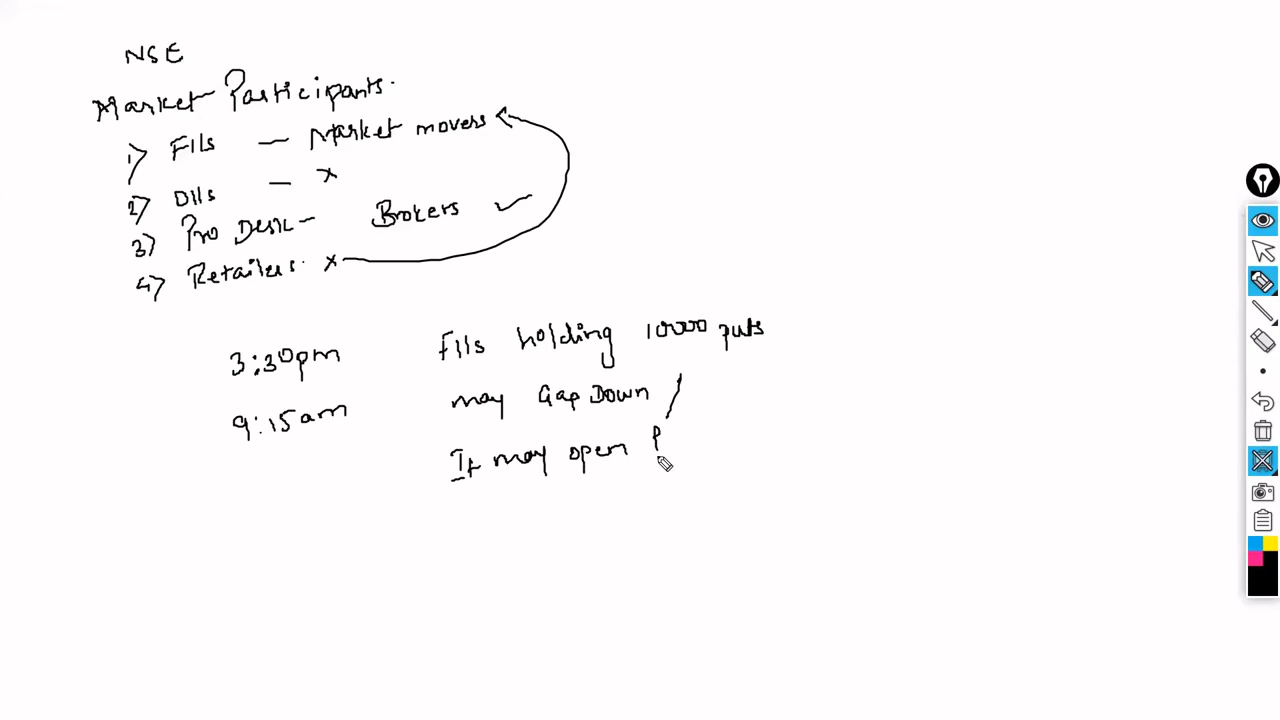 NSE
Market Participants.
1) FIIs - Market movers
2) DIIs - x
3) Pro Desk - Brokers ✓
4) Retailers. x
3:30pm FIIs holding 10000 puts
9:15am may Gap Down /
It may open P